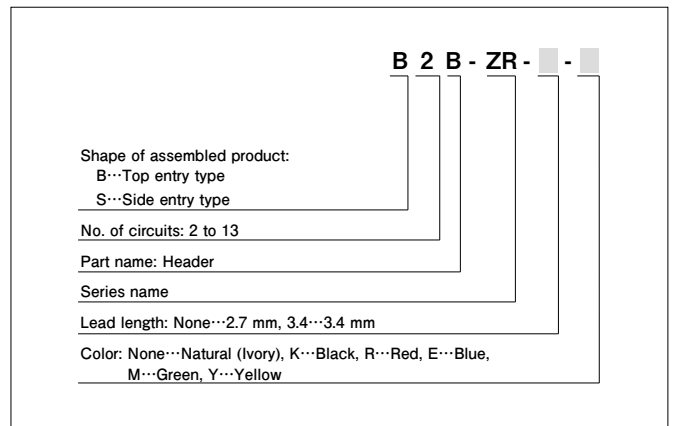 B 2 B - ZR - -
Shape of assembled product:
B···Top entry type
S···Side entry type
No. of circuits: 2 to 13
Part name: Header
Series name
Lead length: None···2.7 mm, 3.4···3.4 mm
Color: None···Natural (Ivory), K···Black, R···Red, E···Blue,
M···Green, Y···Yellow